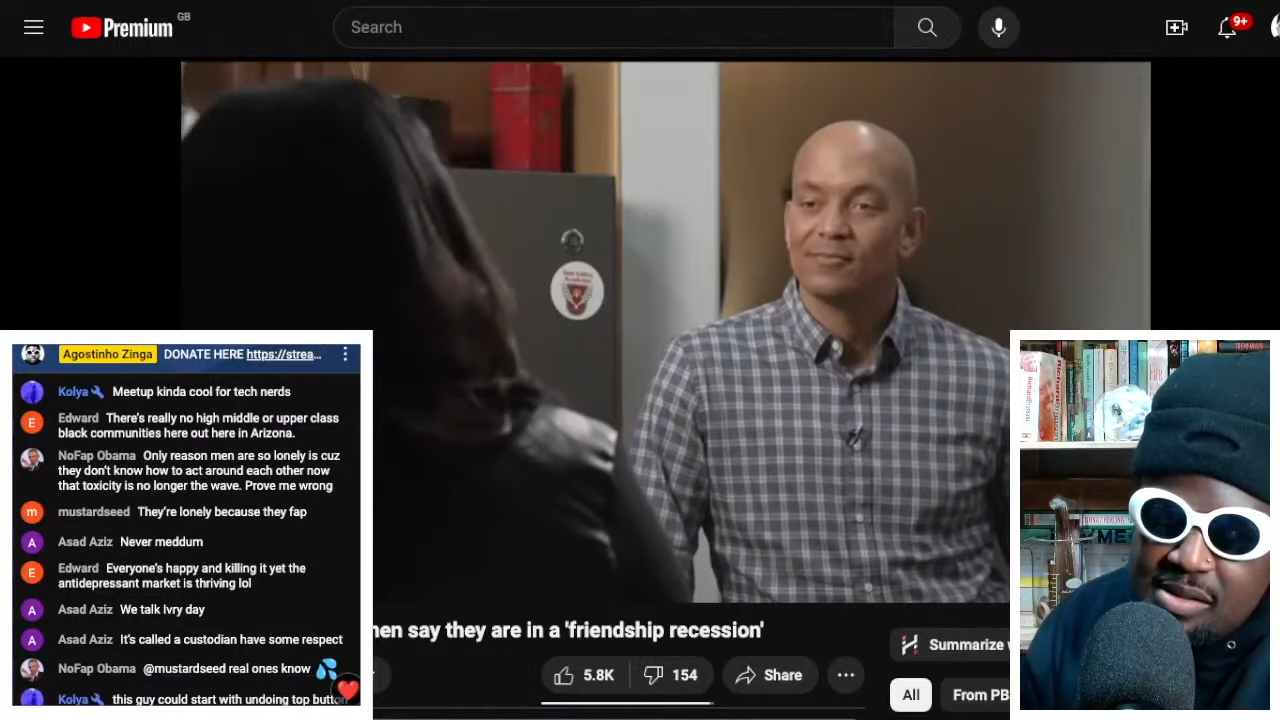 Premium
GB
Search
9+
Agostinho Zinga DONATE HERE https://strea...
Kolya Meetup kinda cool for tech nerds
Edward There's really no high middle or upper class
black communities here out here in Arizona.
NoFap Obama Only reason men are so lonely is cuz
they don't know how to act around each other now
that toxicity is no longer the wave. Prove me wrong
m
mustardseed They're lonely because they fap
A
Asad Aziz Never meddum
E
Edward Everyone's happy and killing it yet the
antidepressant market is thriving lol
A
Asad Aziz We talk Ivry day
A
Asad Aziz It's called a custodian have some respect
NoFap Obama @mustardseed real ones know 💦
Kolya this guy could start with undoing top button
men say they are in a 'friendship recession'
5.8K
154
Share
Summarize
All
From PB